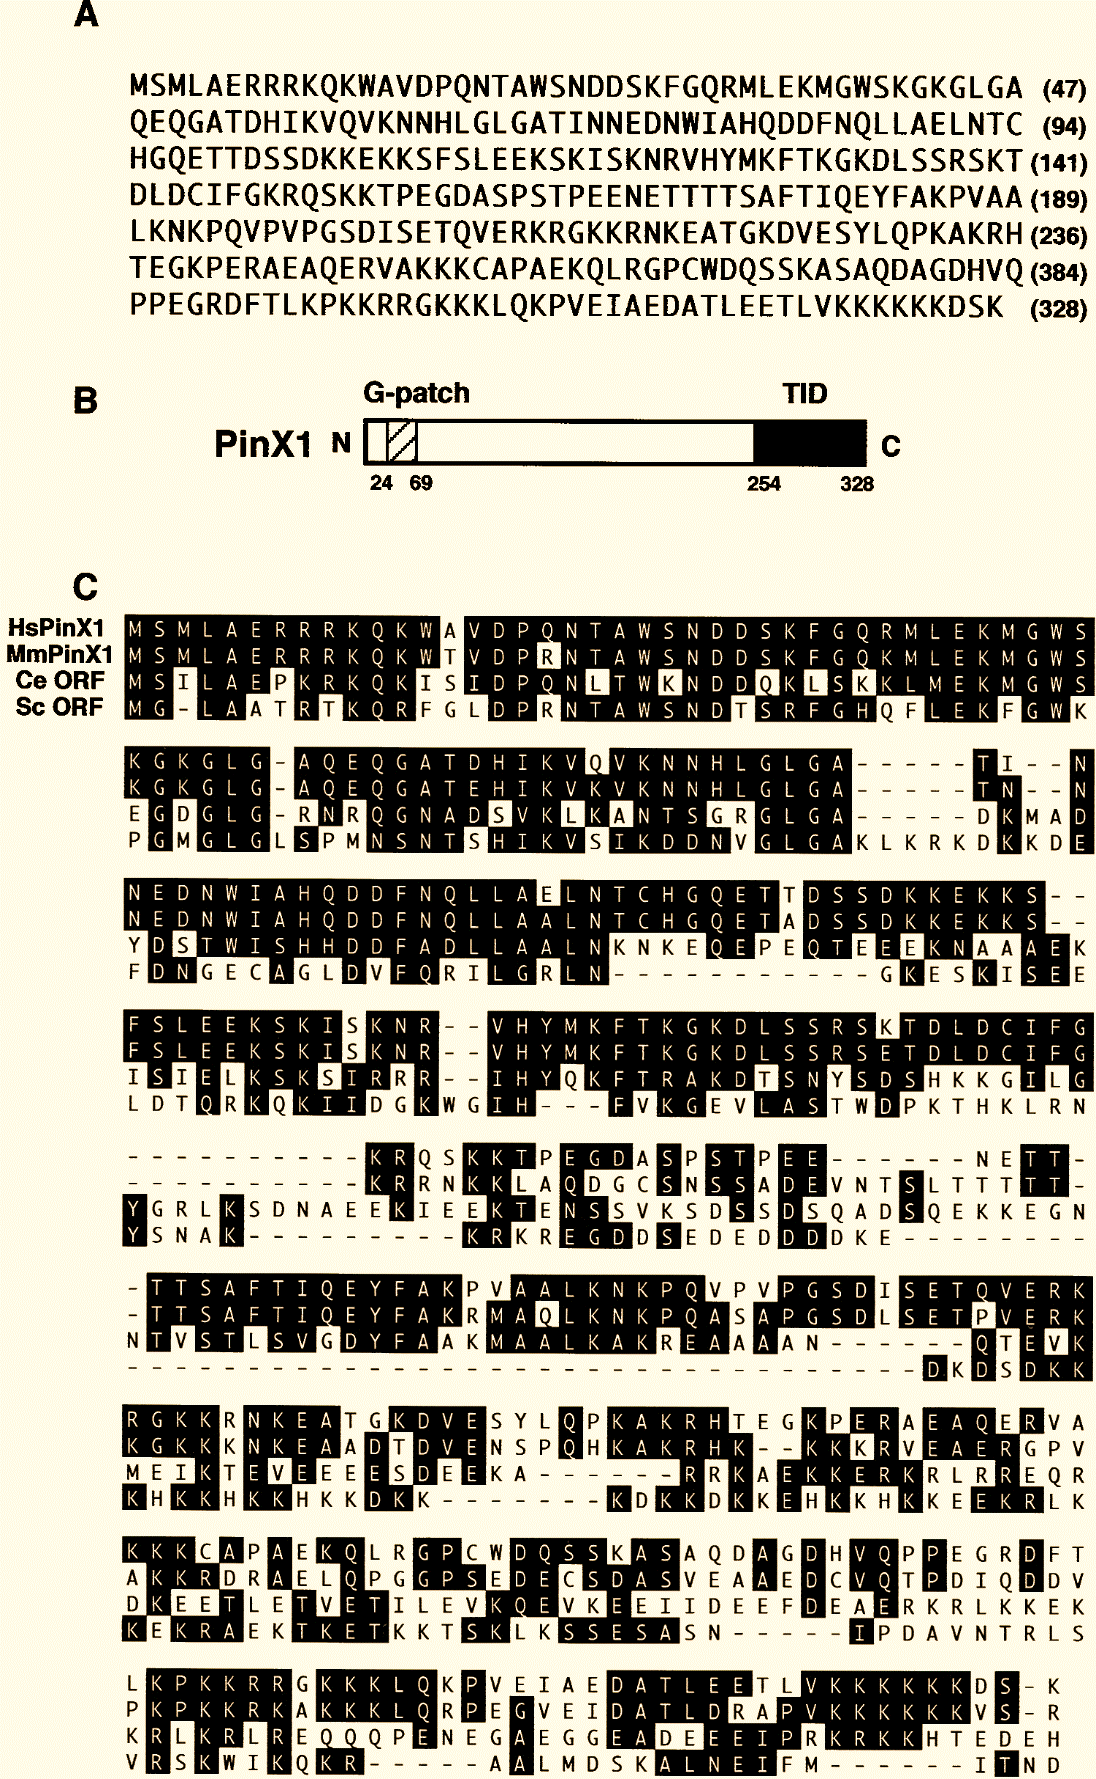 A
MSMLAERRRKQKWAVDPQNTAWSNDDSKFGQRMLEKMGWSKGKGLGA (47)
QEQGATDHIKVQVKNNHLGLGATINNEDNWIAHQDDFNQLLAELNTC (94)
HGQETTDSSDKKEKKSFSLEEKSKISKNRVHYMKFTKGKDLSSRSKT (141)
DLDCIFGKRQSKKTPEGDASPSTPEENETTTTSAFTIQEYFAKPVAA (189)
LKNKPQVPVPGSDISETQVERKRGKKRNKEATGKDVESYLQPKAKRH (236)
TEGKPERAEAQERVAKKKCAPAEKQLRGPCWDQSSKASAQDAGDHVQ (384)
PPEGRDFTLKPKKRRGKKKLQKPVEIAEDATLEETLVKKKKKKDSK (328)
B
G-patch TID
PinX1 N C
24 69 254 328
C
HsPinX1 M S M L A E R R R K Q K W A V D P Q N T A W S N D D S K F G Q R M L E K M G W S
MmPinX1 M S M L A E R R R K Q K W T V D P R N T A W S N D D S K F G Q K M L E K M G W S
Ce ORF M S I L A E P K R K Q K I S I D P Q N L T W K N D D Q K L S K K L M E K M G W S
Sc ORF M G - L A A T R T K Q R F G L D P R N T A W S N D T S R F G H Q F L E K F G W K
K G K G L G - A Q E Q G A T D H I K V Q V K N N H L G L G A - - - - - T I - - N
K G K G L G - A Q E Q G A T E H I K V K V K N N H L G L G A - - - - - T N - - N
E G D G L G - R N R Q G N A D S V K L K A N T S G R G L G A - - - - - D K M A D
P G M G L G L S P M N S N T S H I K V S I K D D N V G L G A K L K R K D K K D E
N E D N W I A H Q D D F N Q L L A E L N T C H G Q E T T D S S D K K E K K S - -
N E D N W I A H Q D D F N Q L L A A L N T C H G Q E T A D S S D K K E K K S - -
Y D S T W I S H H D D F A D L L A A L N K N K E Q E P E Q T E E E K N A A A E K
F D N G E C A G L D V F Q R I L G R L N - - - - - - - - - - - G K E S K I S E E
F S L E E K S K I S K N R - - V H Y M K F T K G K D L S S R S K T D L D C I F G
F S L E E K S K I S K N R - - V H Y M K F T K G K D L S S R S E T D L D C I F G
I S I E L K S K S I R R R - - I H Y Q K F T R A K D T S N Y S D S H K K G I L G
L D T Q R K Q K I I D G K W G I H - - - F V K G E V L A S T W D P K T H K L R N
- - - - - - - - - - K R Q S K K T P E G D A S P S T P E E - - - - - - N E T T -
- - - - - - - - - - K R R N K K L A Q D G C S N S S A D E V N T S L T T T T T -
Y G R L K S D N A E E K I E E K T E N S S V K S D S S D S Q A D S Q E K K E G N
Y S N A K - - - - - - - - - K R K R E G D D S E D E D D D D K E - - - - - - - -
- T T S A F T I Q E Y F A K P V A A L K N K P Q V P V P G S D I S E T Q V E R K
- T T S A F T I Q E Y F A K R M A Q L K N K P Q A S A P G S D L S E T P V E R K
N T V S T L S V G D Y F A A K M A A L K A K R E A A A A N - - - - - - Q T E V K
- - - - - - - - - - - - - - - - - - - - - - - - - - - - - - - - - D K D S D K K
R G K K R N K E A T G K D V E S Y L Q P K A K R H T E G K P E R A E A Q E R V A
K G K K K N K E A A D T D V E N S P Q H K A K R H K - - K K K R V E A E R G P V
M E I K T E V E E E E S D E E K A - - - - - - R R K A E K K E R K R L R R E Q R
K H K K H K K H K K D K K - - - - - - - K D K K D K K E H K K H K K E E K R L K
K K K C A P A E K Q L R G P C W D Q S S K A S A Q D A G D H V Q P P E G R D F T
A K K R D R A E L Q P G G P S E D E C S D A S V E A A E D C V Q T P D I Q D D V
D K E E T L E T V E T I L E V K Q E V K E E I I D E E F D E A E R K R L K K E K
K E K R A E K T K E T K K T S K L K S S E S A S N - - - - - I P D A V N T R L S
L K P K K R R G K K K L Q K P V E I A E D A T L E E T L V K K K K K K D S - K
P K P K K R K A K K K L Q R P E G V E I D A T L D R A P V K K K K K K V S - R
K R L K R L R E Q Q Q P E N E G A E G G E A D E E E I P R K R K K H T E D E H
V R S K W I K Q K R - - - - - A A L M D S K A L N E I F M - - - - - - I T N D